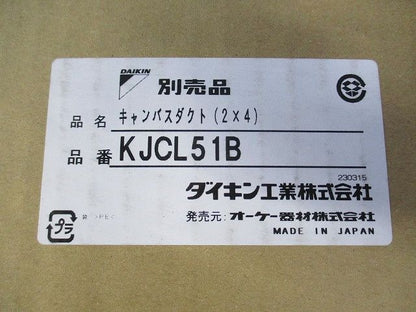 DAIKIN
別売品
品名 キャンバスダクト(2×4)
品番 KJCL51B
230315
ダイキン工業株式会社
発売元:オーケー器材株式会社
MADE IN JAPAN
プラ